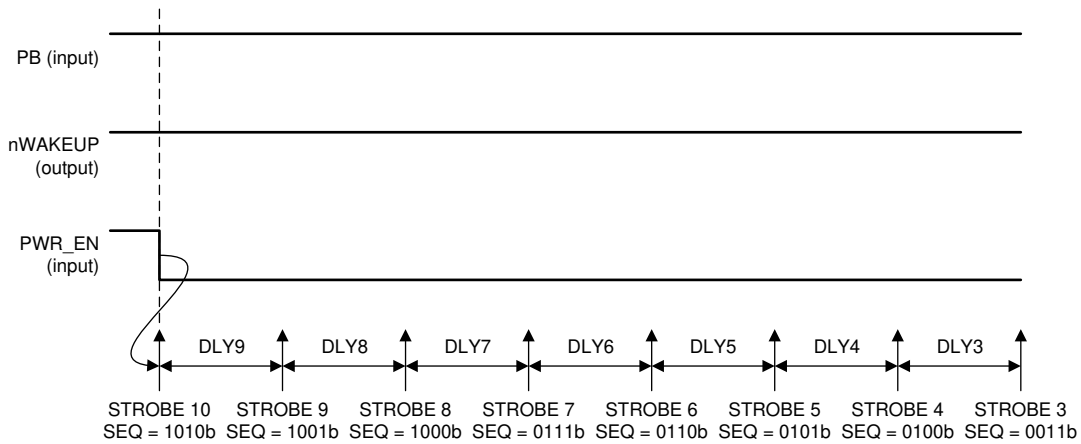 PB (input)
nWAKEUP
(output)
PWR_EN
(input)
DLY9 DLY8 DLY7 DLY6 DLY5 DLY4 DLY3
STROBE 10 STROBE 9 STROBE 8 STROBE 7 STROBE 6 STROBE 5 STROBE 4 STROBE 3
SEQ = 1010b SEQ = 1001b SEQ = 1000b SEQ = 0111b SEQ = 0110b SEQ = 0101b SEQ = 0100b SEQ = 0011b